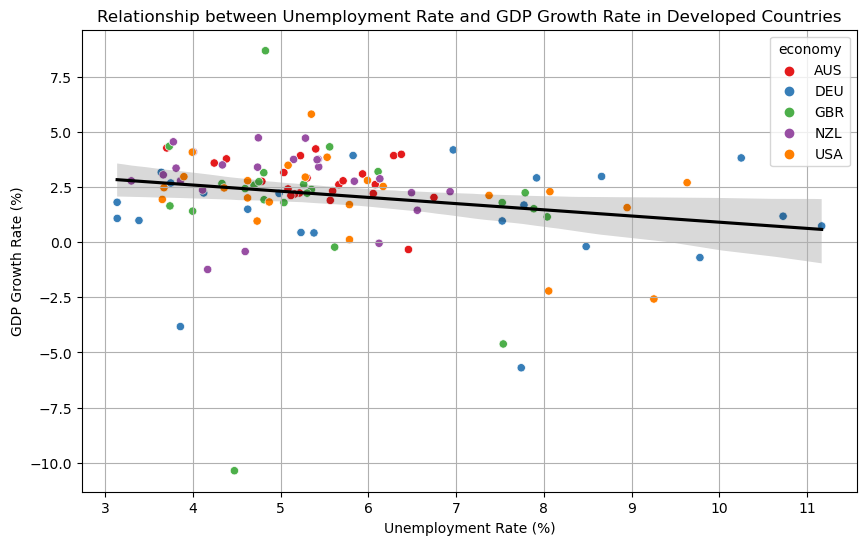 Relationship between Unemployment Rate and GDP Growth Rate in Developed Countries
economy
AUS
DEU
GBR
NZL
USA
GDP Growth Rate (%)
7.5
5.0
2.5
0.0
−2.5
−5.0
−7.5
−10.0
3 4 5 6 7 8 9 10 11
Unemployment Rate (%)